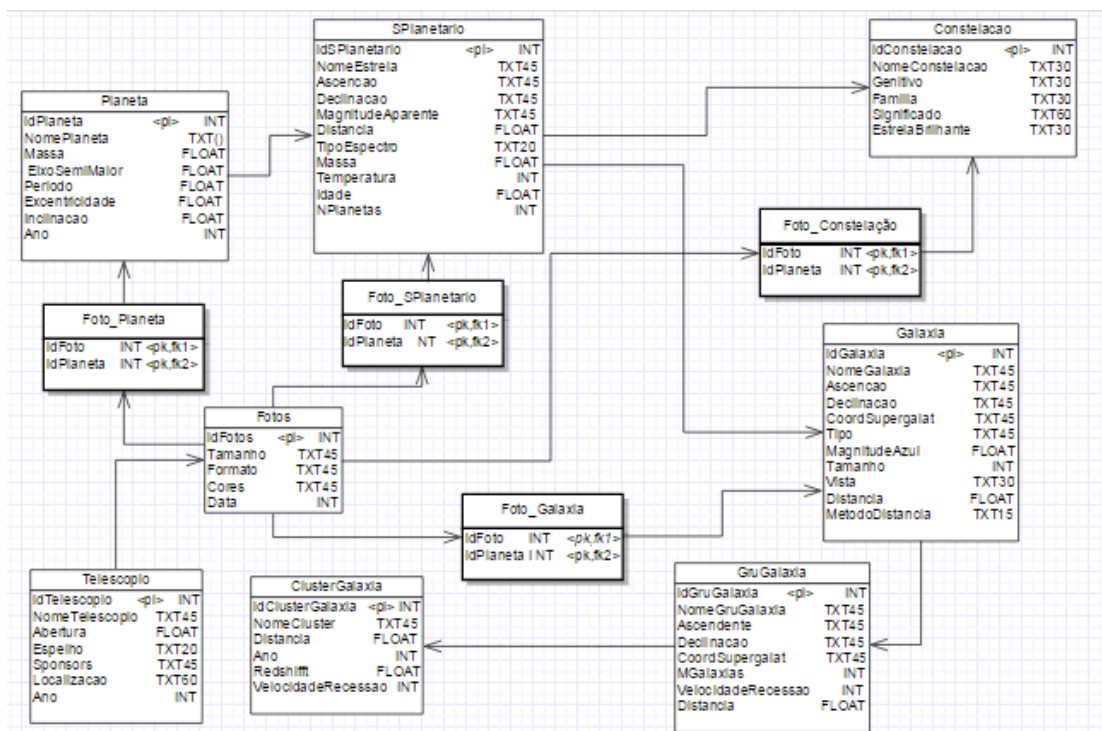 SPlanetario
IdSPlanetario <pi> INT
NomeEstrela TXT45
Ascencao TXT45
Declinacao TXT45
MagnitudeAparente TXT45
Distancia FLOAT
TipoEspectro TXT20
Massa FLOAT
Temperatura INT
Idade FLOAT
NPlanetas INT
Constelacao
IdConstelacao <pi> INT
NomeConstelacao TXT30
Genitivo TXT30
Familia TXT30
Significado TXT60
EstrelaBrilhante TXT30
Planeta
IdPlaneta <pi> INT
NomePlaneta TXT()
Massa FLOAT
EixoSemiMaior FLOAT
Periodo FLOAT
Excentricidade FLOAT
Inclinacao FLOAT
Ano INT
Foto_Constelação
IdFoto INT <pk,fk1>
IdPlaneta INT <pk,fk2>
Foto_SPlanetario
IdFoto INT <pk,fk1>
IdPlaneta NT <pk,fk2>
Foto_Planeta
IdFoto INT <pk,fk1>
IdPlaneta INT <pk,fk2>
Galaxia
IdGalaxia <pi> INT
NomeGalaxia TXT45
Ascencao TXT45
Declinacao TXT45
CoordSupergalat TXT45
Tipo TXT45
MagnitudeAzul FLOAT
Tamanho INT
Vista TXT30
Distancia FLOAT
MetodoDistancia TXT15
Fotos
IdFotos <pi> INT
Tamanho TXT45
Formato TXT45
Cores TXT45
Data INT
Foto_Galaxia
IdFoto INT <pk,fk1>
IdPlaneta I NT <pk,fk2>
Telescopio
IdTelescopio <pi> INT
NomeTelescopio TXT45
Abertura FLOAT
Espelho TXT20
Sponsors TXT45
Localizacao TXT60
Ano INT
ClusterGalaxia
IdClusterGalaxia <pi> INT
NomeCluster TXT45
Distancia FLOAT
Ano INT
Redshifft FLOAT
VelocidadeRecessao INT
GruGalaxia
IdGruGalaxia <pi> INT
NomeGruGalaxia TXT45
Ascendente TXT45
Declinacao TXT45
CoordSupergalat TXT45
MGalaxias INT
VelocidadeRecessao INT
Distancia FLOAT